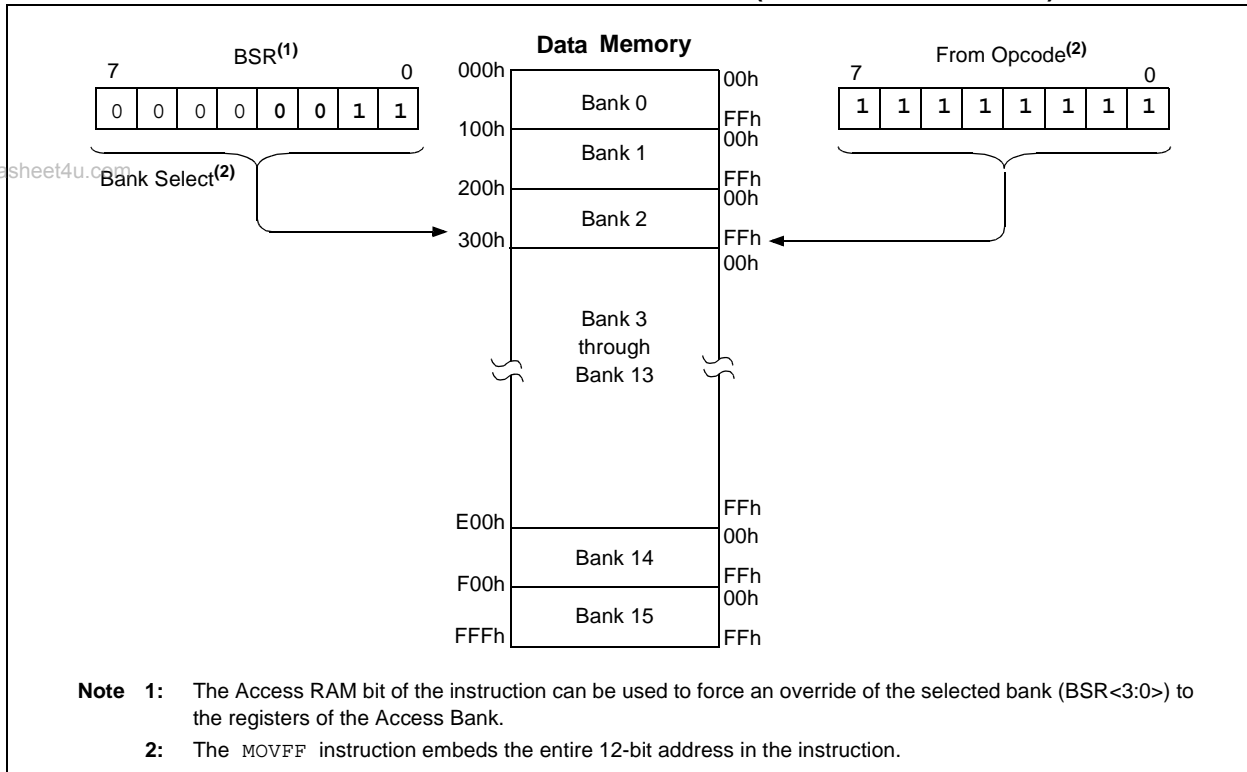 BSR(1)
7 0
0 0 0 0 0 0 1 1
Bank Select(2)
asheet4u.com
Data Memory
000h
00h
Bank 0
FFh
100h
00h
Bank 1
FFh
200h
00h
Bank 2
FFh
300h
00h
Bank 3
through
Bank 13
FFh
E00h
00h
Bank 14
FFh
F00h
00h
Bank 15
FFFh
FFh
From Opcode(2)
7 0
1 1 1 1 1 1 1 1
Note 1: The Access RAM bit of the instruction can be used to force an override of the selected bank (BSR<3:0>) to
the registers of the Access Bank.
2: The MOVFF instruction embeds the entire 12-bit address in the instruction.